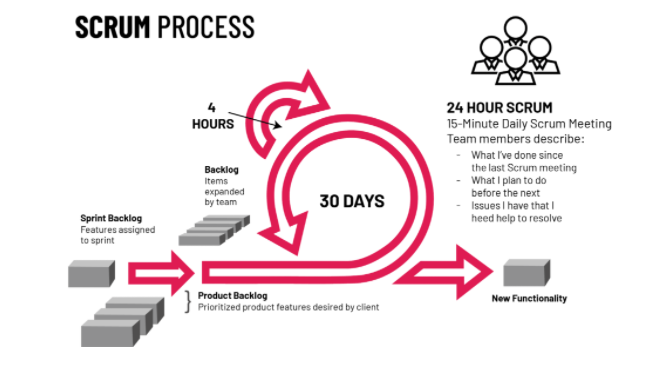 SCRUM PROCESS
4
HOURS
24 HOUR SCRUM
15-Minute Daily Scrum Meeting
Team members describe:
- What I've done since
the last Scrum meeting
- What I plan to do
before the next
- Issues I have that I
need help to resolve
Backlog
Items
expanded
by team
30 DAYS
Sprint Backlog
Features assigned
to sprint
} Product Backlog
Prioritized product features desired by client
New Functionality